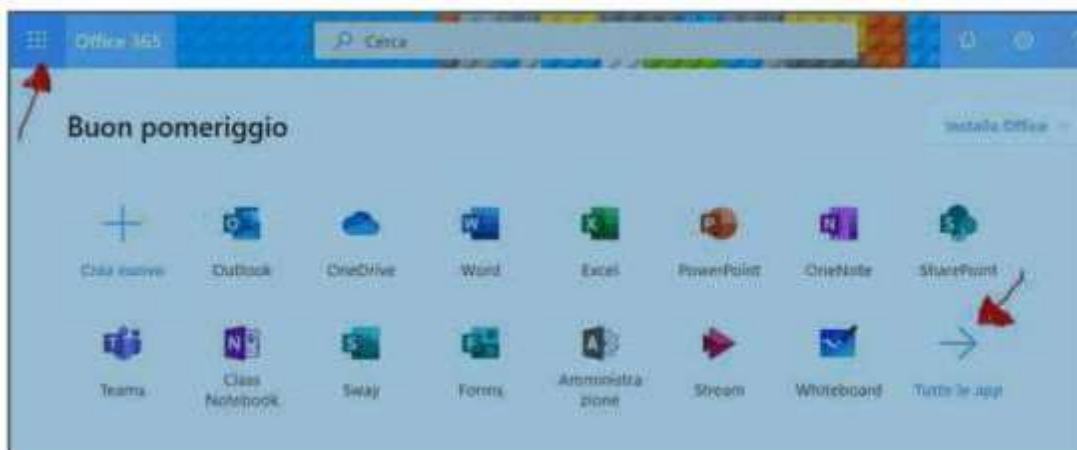 Office 365
Cerca
Buon pomeriggio
Installa Office
Crea nuovo
Outlook
OneDrive
Word
Excel
PowerPoint
OneNote
SharePoint
Teams
Class
Notebook
Sway
Forms
Amministra
zione
Stream
Whiteboard
Tutte le app